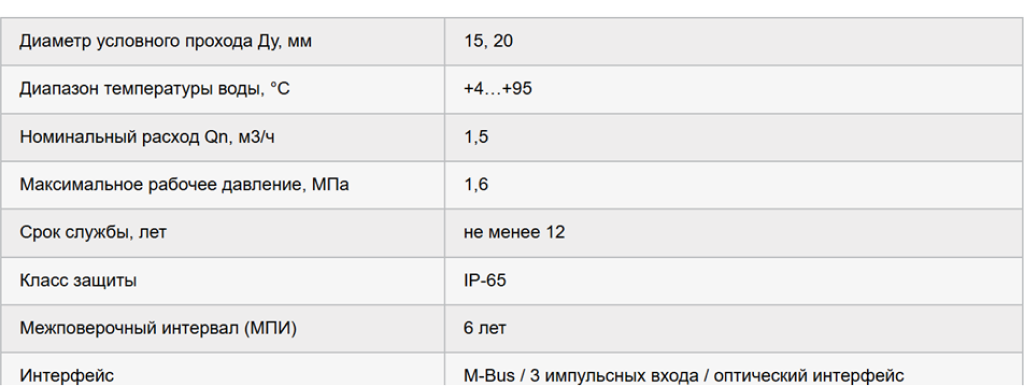 Диаметр условного прохода Ду, мм 15, 20
Диапазон температуры воды, °С +4…+95
Номинальный расход Qn, м3/ч 1,5
Максимальное рабочее давление, МПа 1,6
Срок службы, лет не менее 12
Класс защиты IP-65
Межповерочный интервал (МПИ) 6 лет
Интерфейс M-Bus / 3 импульсных входа / оптический интерфейс